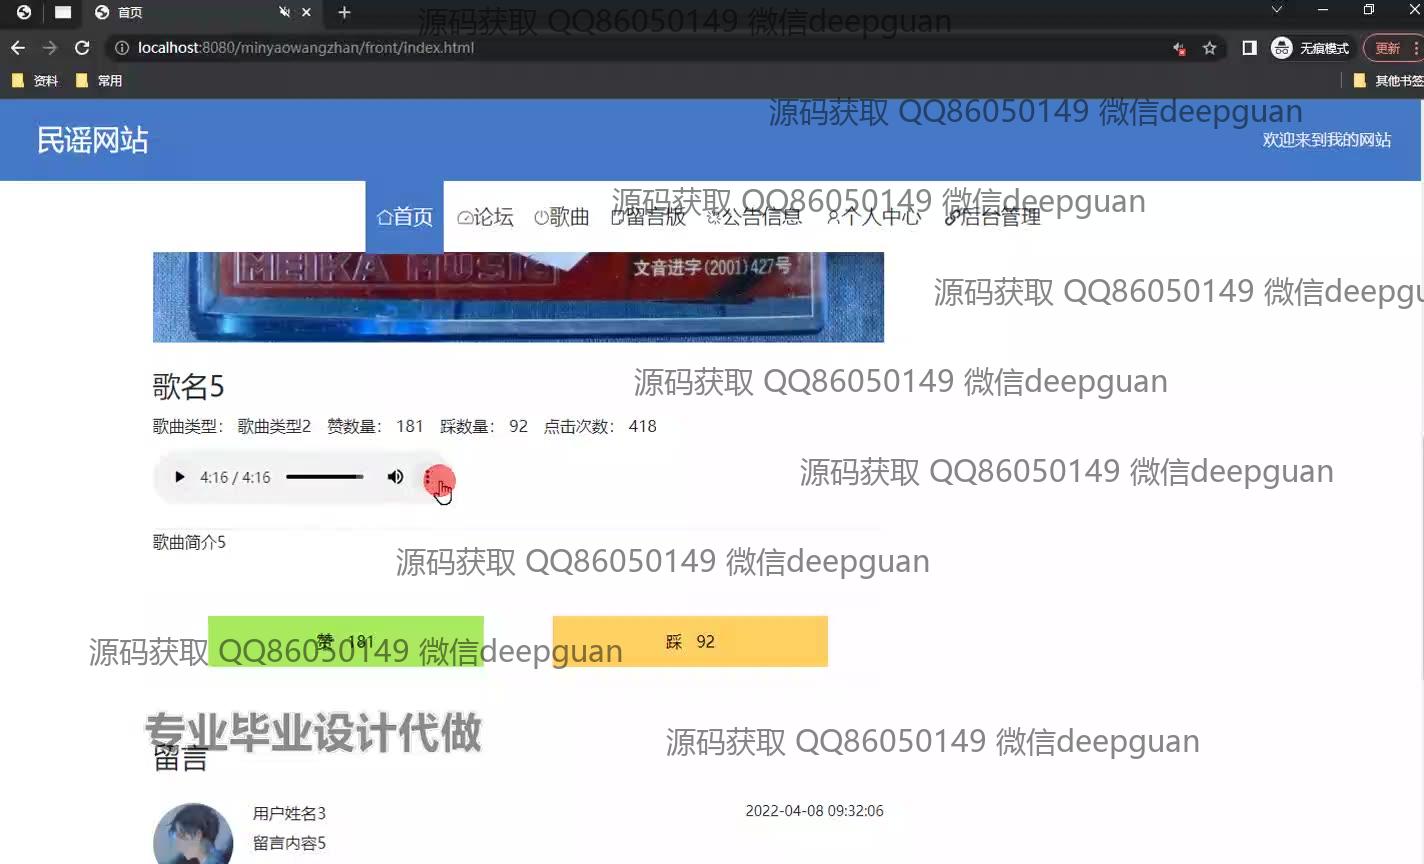 首页
源码获取 QQ86050149 微信deepguan
localhost:8080/minyaowangzhan/front/index.html
无痕模式
更新
资料
常用
其他书签
源码获取 QQ86050149 微信deepguan
民谣网站
欢迎来到我的网站
源码获取 QQ86050149 微信deepguan
首页
论坛
歌曲
留言版
公告信息
个人中心
后台管理
MEIKA MUSIC
文音进字(2001)427号
源码获取 QQ86050149 微信deepgu
歌名5
源码获取 QQ86050149 微信deepguan
歌曲类型: 歌曲类型2 赞数量: 181 踩数量: 92 点击次数: 418
4:16 / 4:16
源码获取 QQ86050149 微信deepguan
歌曲简介5
源码获取 QQ86050149 微信deepguan
赞 181
踩 92
源码获取 QQ86050149 微信deepguan
专业毕业设计代做
源码获取 QQ86050149 微信deepguan
留言
用户姓名3
2022-04-08 09:32:06
留言内容5